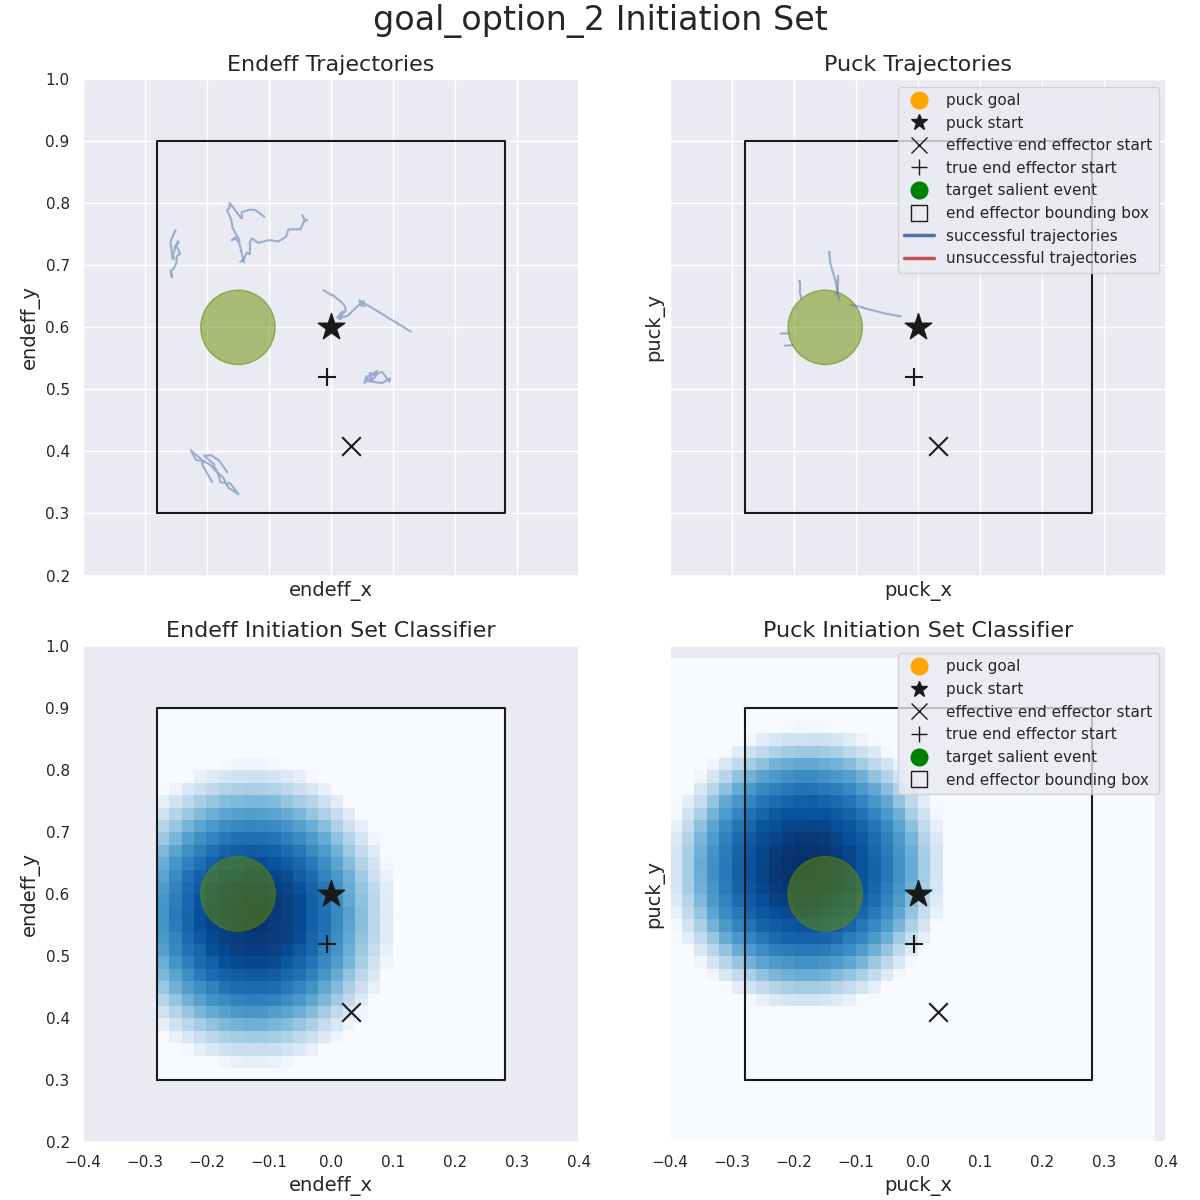 goal_option_2 Initiation Set
Endeff Trajectories
1.0
0.9
0.8
0.7
0.6
0.5
0.4
0.3
0.2
endeff_y
endeff_x
Puck Trajectories
puck goal
puck start
effective end effector start
true end effector start
target salient event
end effector bounding box
successful trajectories
unsuccessful trajectories
puck_y
puck_x
Endeff Initiation Set Classifier
1.0
0.9
0.8
0.7
0.6
0.5
0.4
0.3
0.2
endeff_y
−0.4 −0.3 −0.2 −0.1 0.0 0.1 0.2 0.3 0.4
endeff_x
Puck Initiation Set Classifier
puck goal
puck start
effective end effector start
true end effector start
target salient event
end effector bounding box
puck_y
−0.4 −0.3 −0.2 −0.1 0.0 0.1 0.2 0.3 0.4
puck_x